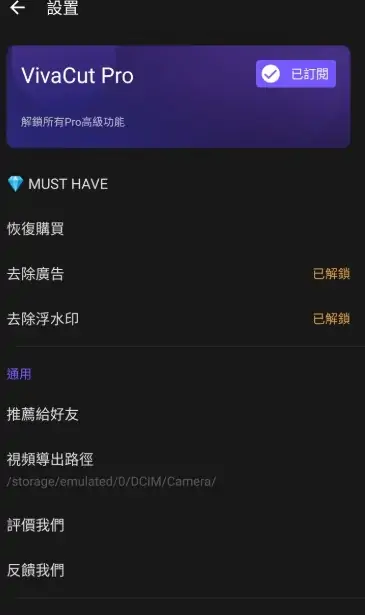 設置
VivaCut Pro
已訂閱
解鎖所有Pro高級功能
MUST HAVE
恢復購買
去除廣告
已解鎖
去除浮水印
已解鎖
通用
推薦給好友
視頻導出路徑
/storage/emulated/0/DCIM/Camera/
評價我們
反饋我們